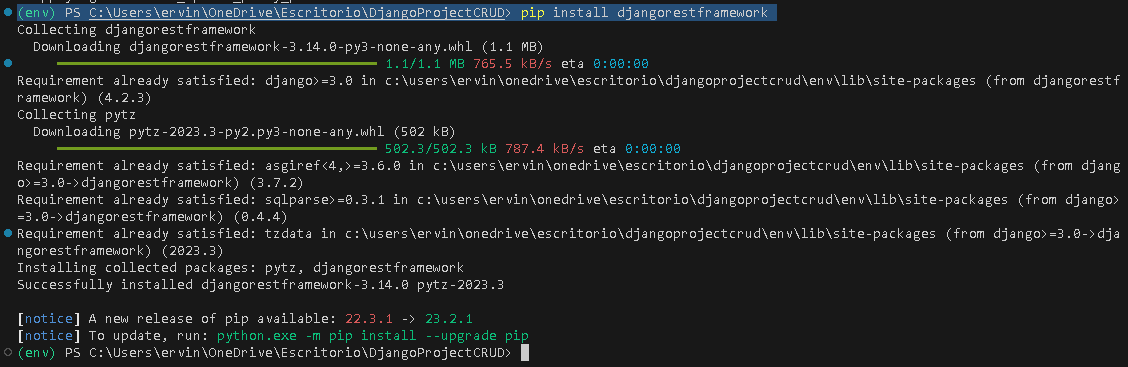 (env) PS C:\Users\ervin\OneDrive\Escritorio\DjangoProjectCRUD> pip install djangorestframework
Collecting djangorestframework
Downloading djangorestframework-3.14.0-py3-none-any.whl (1.1 MB)
1.1/1.1 MB 765.5 kB/s eta 0:00:00
Requirement already satisfied: django>=3.0 in c:\users\ervin\onedrive\escritorio\djangoprojectcrud\env\lib\site-packages (from djangorestf
ramework) (4.2.3)
Collecting pytz
Downloading pytz-2023.3-py2.py3-none-any.whl (502 kB)
502.3/502.3 kB 787.4 kB/s eta 0:00:00
Requirement already satisfied: asgiref<4,>=3.6.0 in c:\users\ervin\onedrive\escritorio\djangoprojectcrud\env\lib\site-packages (from djang
o>=3.0->djangorestframework) (3.7.2)
Requirement already satisfied: sqlparse>=0.3.1 in c:\users\ervin\onedrive\escritorio\djangoprojectcrud\env\lib\site-packages (from django>
=3.0->djangorestframework) (0.4.4)
Requirement already satisfied: tzdata in c:\users\ervin\onedrive\escritorio\djangoprojectcrud\env\lib\site-packages (from django>=3.0->dja
ngorestframework) (2023.3)
Installing collected packages: pytz, djangorestframework
Successfully installed djangorestframework-3.14.0 pytz-2023.3
[notice] A new release of pip available: 22.3.1 -> 23.2.1
[notice] To update, run: python.exe -m pip install --upgrade pip
(env) PS C:\Users\ervin\OneDrive\Escritorio\DjangoProjectCRUD>